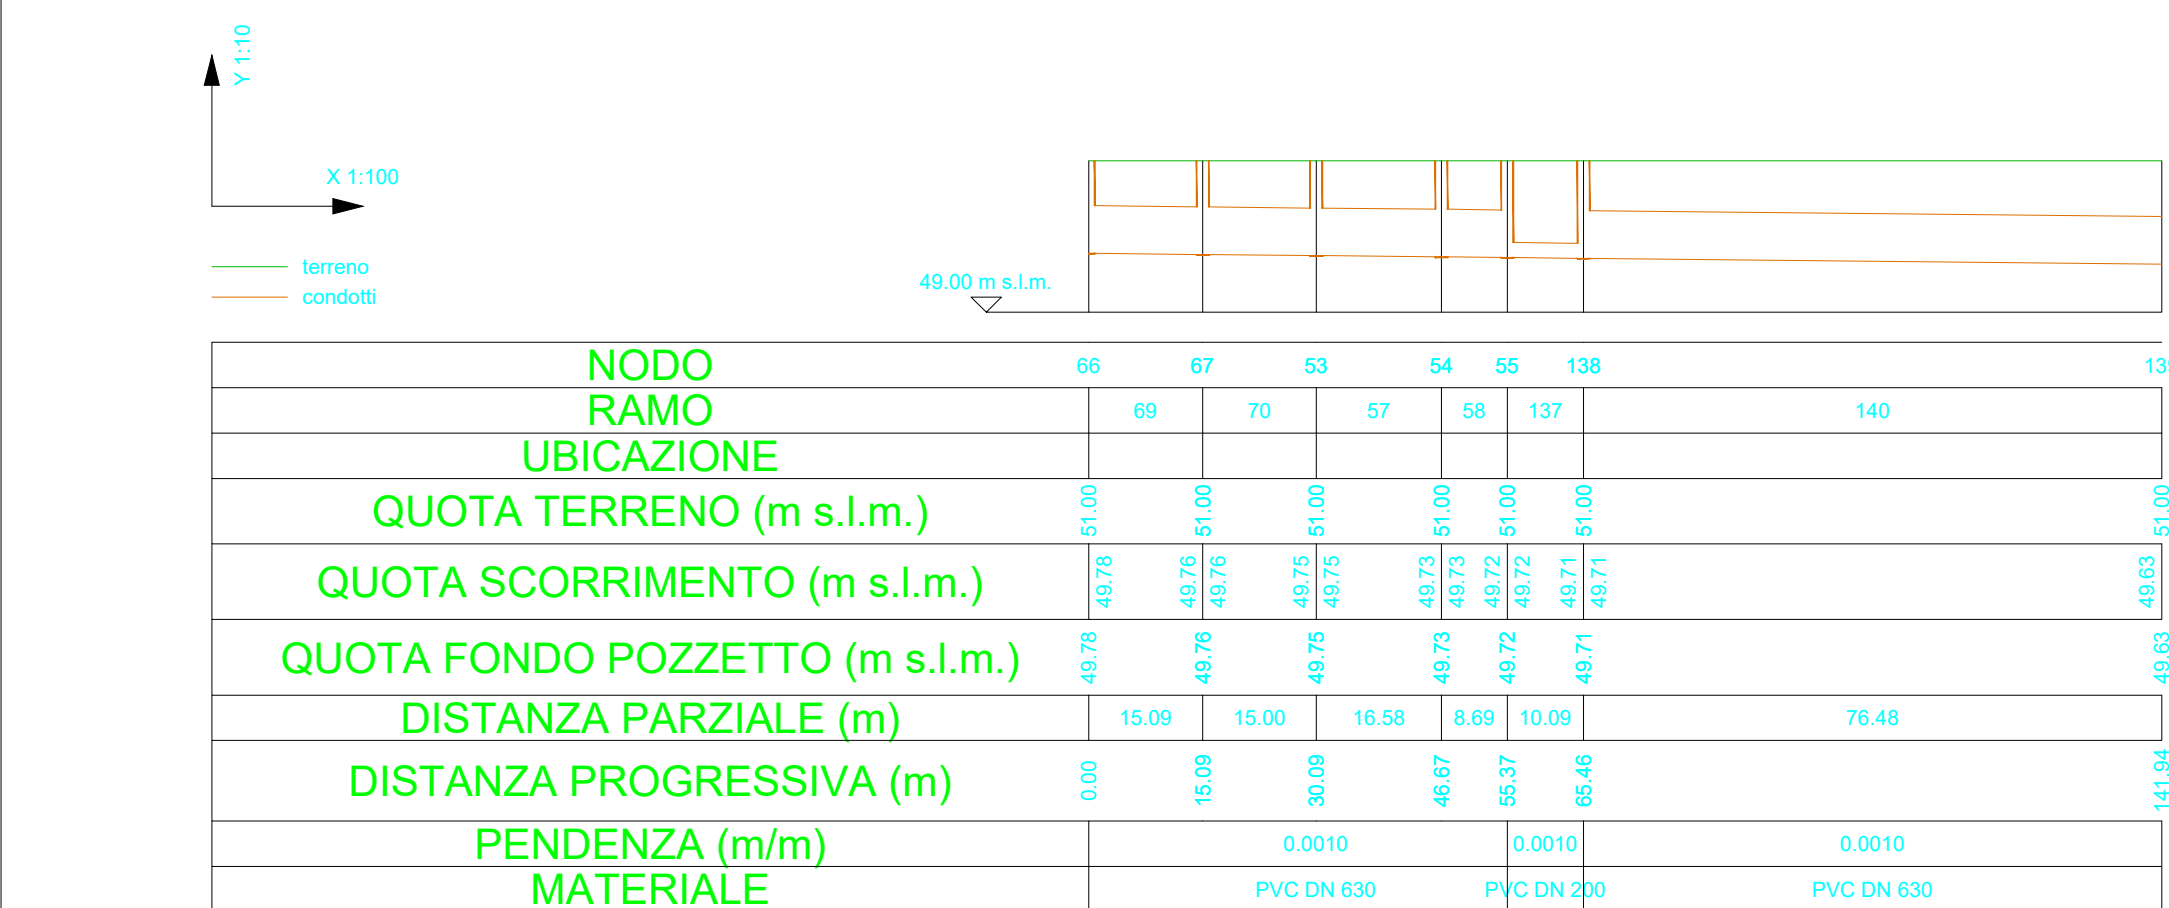 Y 1:10
X 1:100
terreno
condotti
49.00 m s.l.m.
NODO 66 67 53 54 55 138
RAMO 69 70 57 58 137 140
UBICAZIONE
QUOTA TERRENO (m s.l.m.) 51.00 51.00 51.00 51.00 51.00 51.00 51.00
QUOTA SCORRIMENTO (m s.l.m.) 49.78 49.76 49.76 49.75 49.75 49.73 49.73 49.72 49.72 49.71 49.71 49.63
QUOTA FONDO POZZETTO (m s.l.m.) 49.78 49.76 49.75 49.73 49.72 49.71 49.63
DISTANZA PARZIALE (m) 15.09 15.00 16.58 8.69 10.09 76.48
DISTANZA PROGRESSIVA (m) 0.00 15.09 30.09 46.67 55.37 65.46 141.94
PENDENZA (m/m) 0.0010 0.0010 0.0010
MATERIALE PVC DN 630 PVC DN 200 PVC DN 630